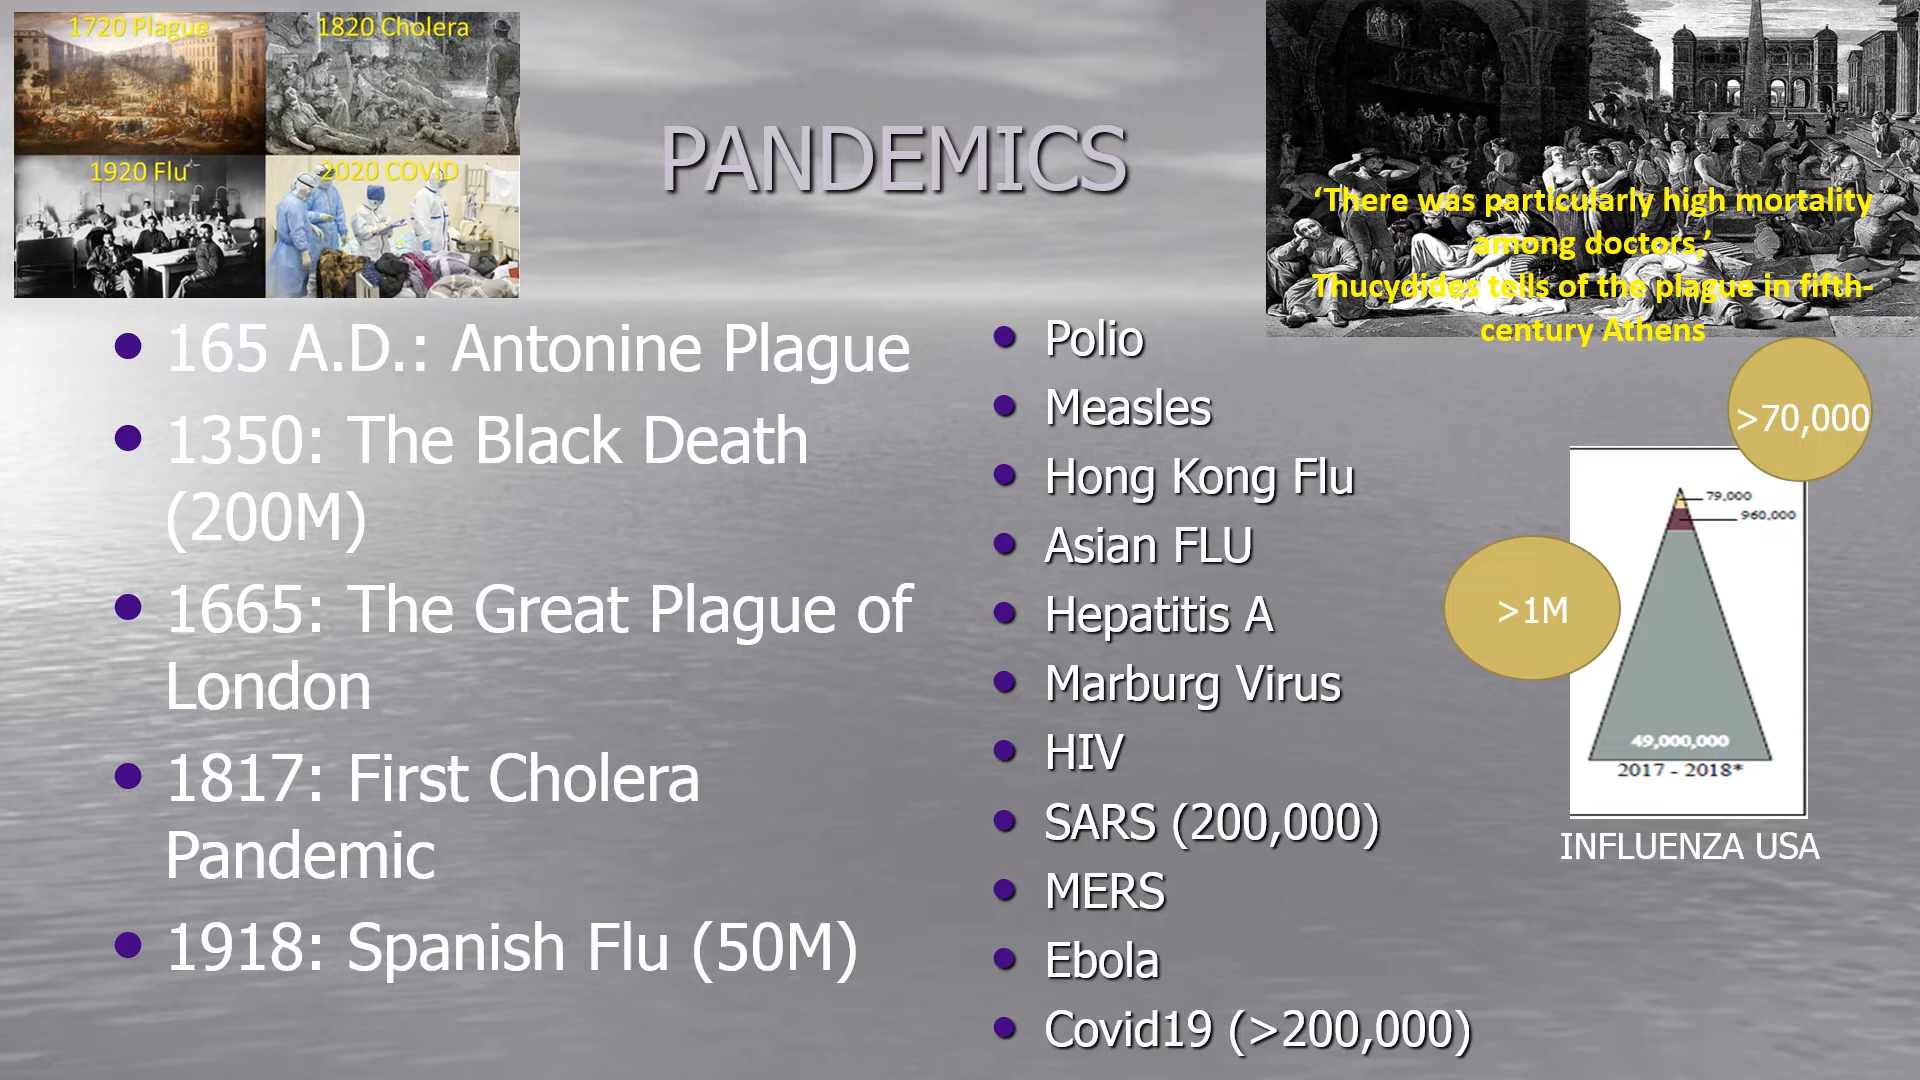 1720 Plague
1820 Cholera
1920 Flu
2020 COVID
PANDEMICS
‘There was particularly high mortality
among doctors,’
Thucydides tells of the plague in fifth-
century Athens
165 A.D.: Antonine Plague
1350: The Black Death
(200M)
1665: The Great Plague of
London
1817: First Cholera
Pandemic
1918: Spanish Flu (50M)
Polio
Measles
Hong Kong Flu
Asian FLU
Hepatitis A
Marburg Virus
HIV
SARS (200,000)
MERS
Ebola
Covid19 (>200,000)
>70,000
79,000
960,000
>1M
49,000,000
2017 - 2018*
INFLUENZA USA